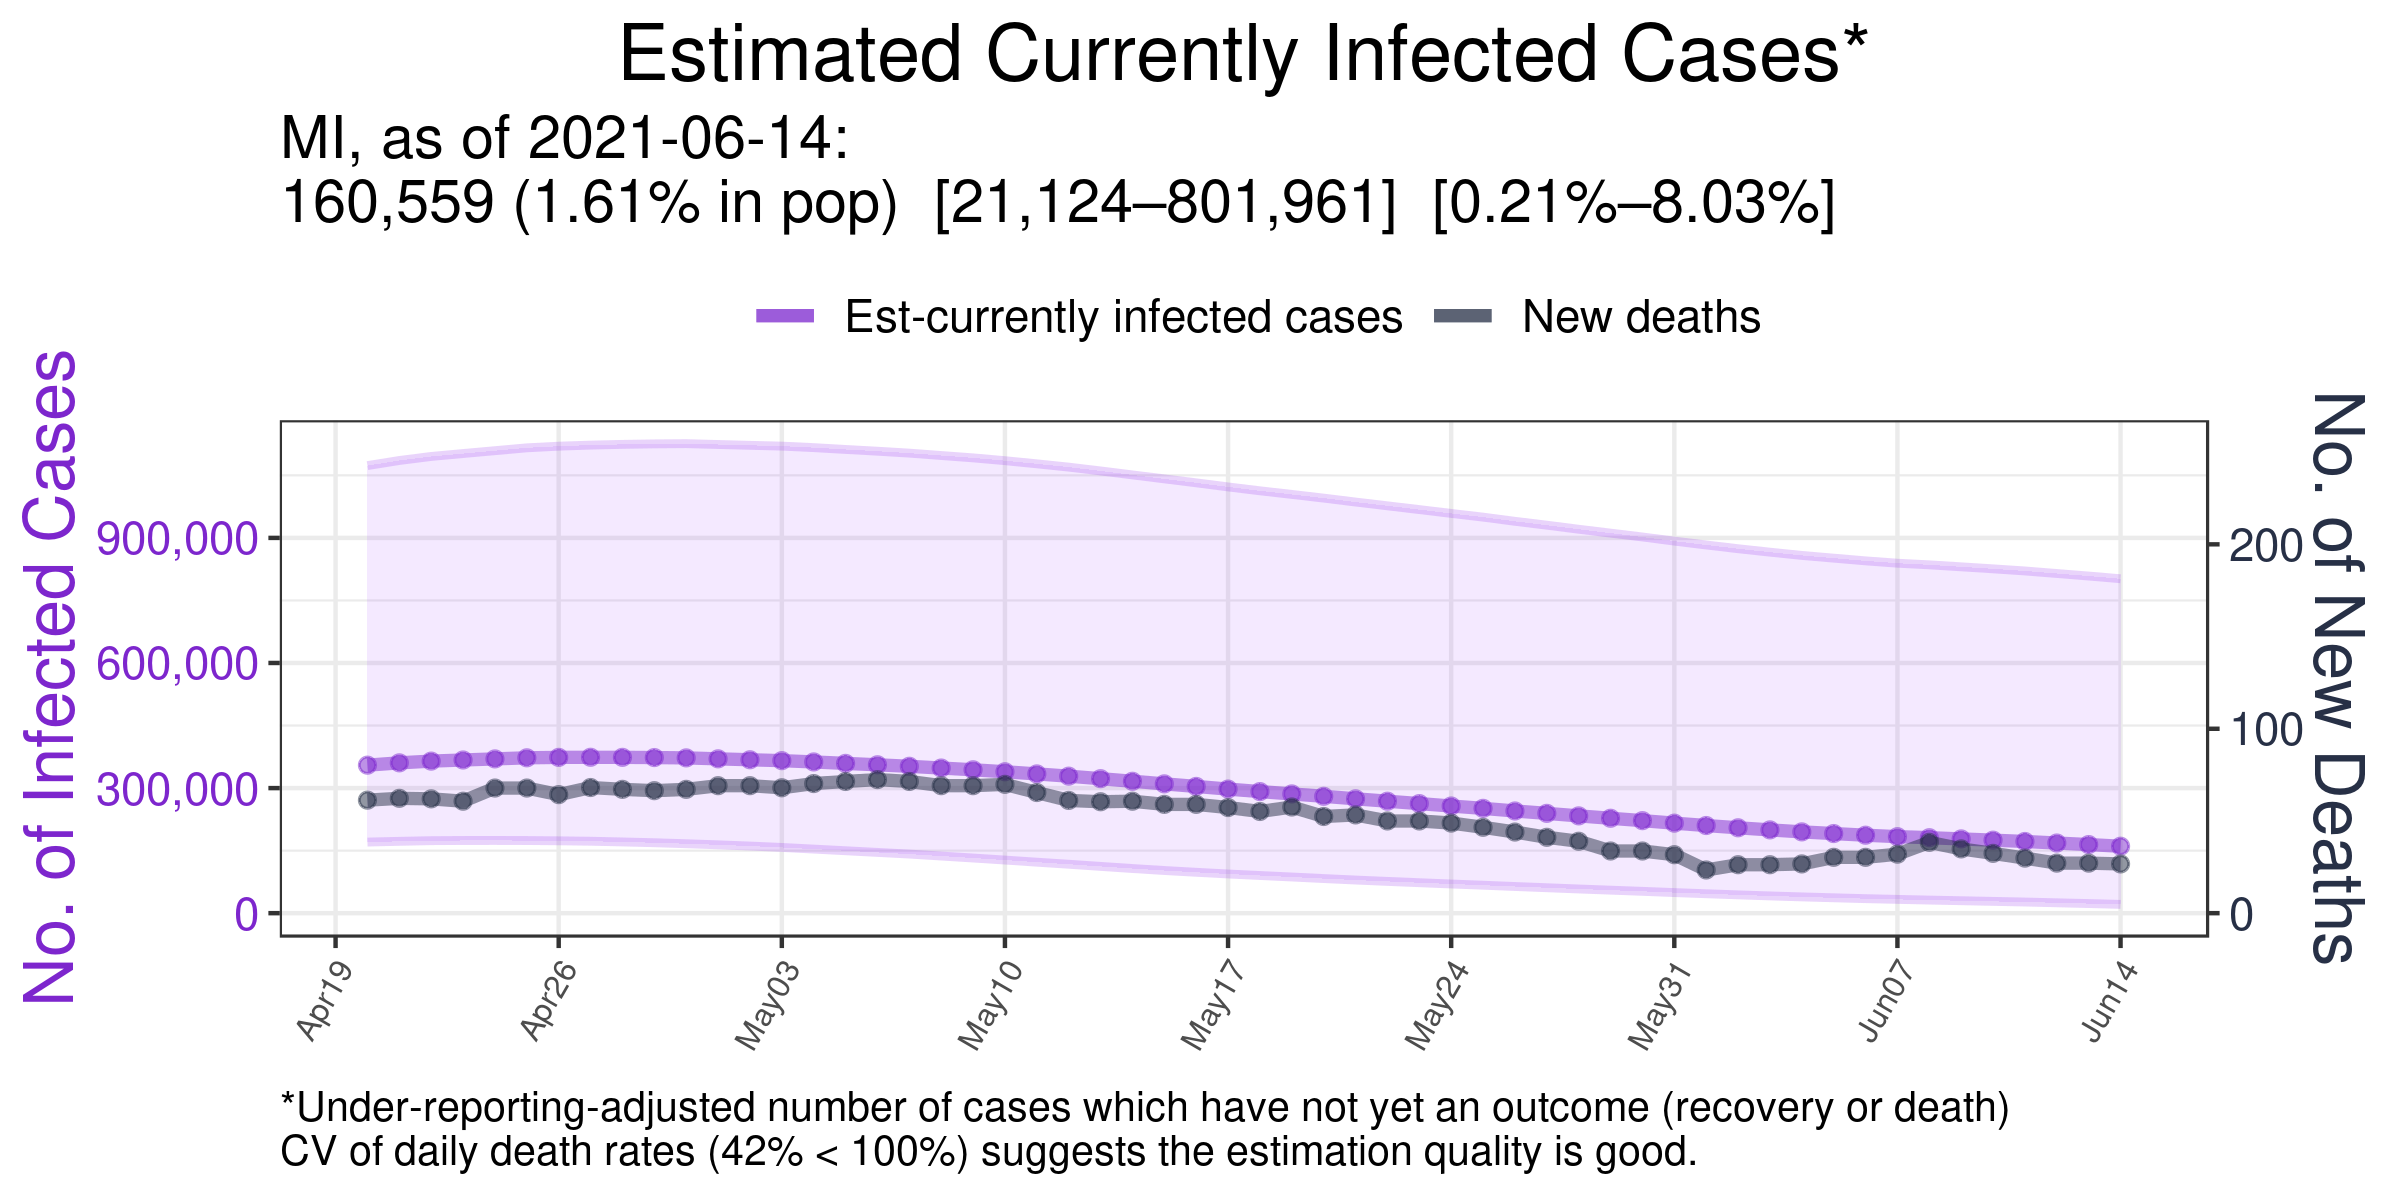 Estimated Currently Infected Cases*
MI, as of 2021-06-14:
160,559 (1.61% in pop)  [21,124–801,961]  [0.21%–8.03%]
Est-currently infected cases
New deaths
No. of Infected Cases
900,000
600,000
300,000
0
200
100
0
No. of New Deaths
Apr19
Apr26
May03
May10
May17
May24
May31
Jun07
Jun14
*Under-reporting-adjusted number of cases which have not yet an outcome (recovery or death)
CV of daily death rates (42% < 100%) suggests the estimation quality is good.